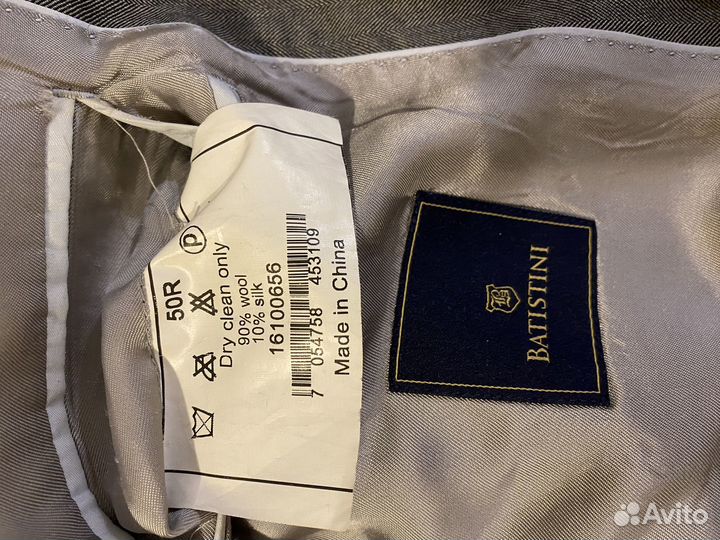 50R
P
Dry clean only
90% wool
10% silk
16100656
7 054758 453109
Made in China
B
BATISTINI
Avito